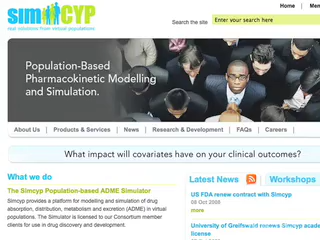 simCYP
real solutions from virtual populations
Home | Mem
Search the site
Enter your search here
Population-Based
Pharmacokinetic Modelling
and Simulation.
About Us | Products & Services | News | Research & Development | FAQs | Careers
What impact will covariates have on your clinical outcomes?
What we do
The Simcyp Population-based ADME Simulator
Simcyp provides a platform for modelling and simulation of drug
absorption, distribution, metabolism and excretion (ADME) in virtual
populations. The Simulator is licensed to our Consortium member
clients for use in drug discovery and development.
Latest News
Workshops
US FDA renew contract with Simcyp
08 Oct 2008
more
University of Greifswald renews Simcyp acade
license